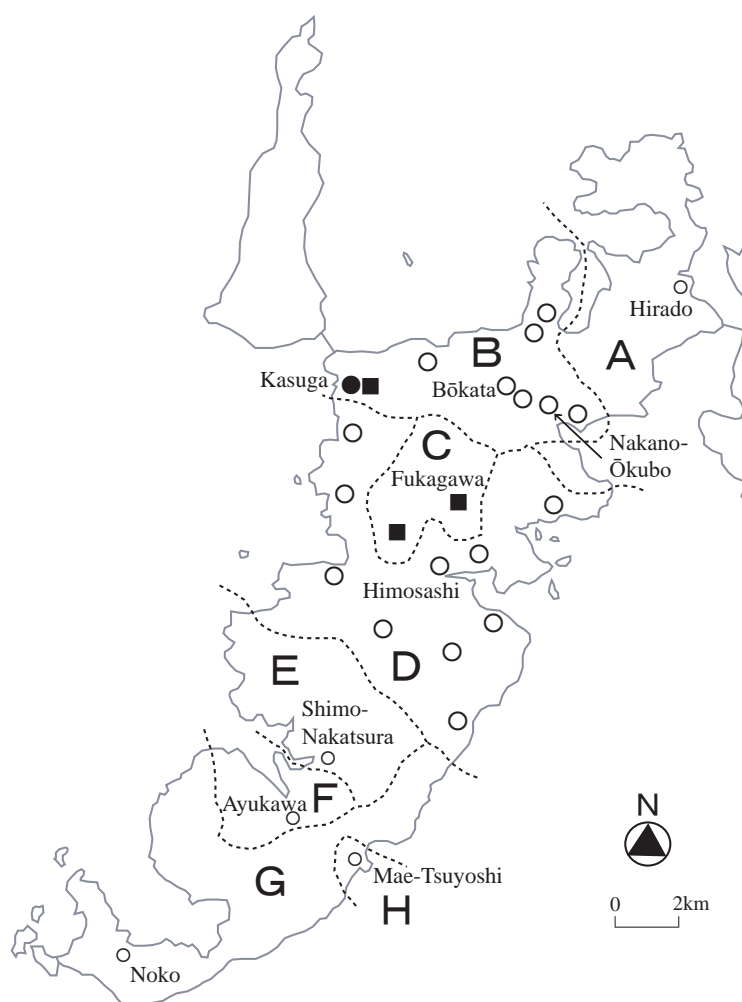 Hirado
A
B
Kasuga
Bōkata
C
Nakano-
Ōkubo
Fukagawa
Himosashi
D
E
Shimo-
Nakatsura
F
Ayukawa
N
G
Mae-Tsuyoshi
H
0 2km
Noko